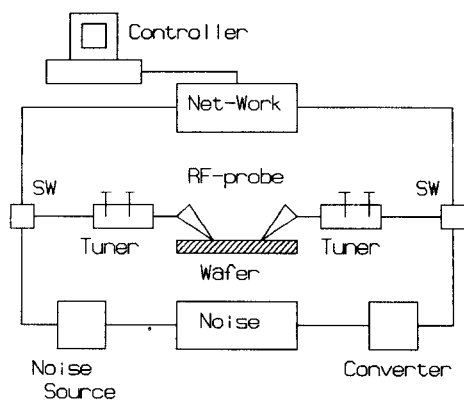 Controller
Net-Work
RF-probe
SW
SW
Tuner
Tuner
Wafer
Noise
Noise
Source
Converter